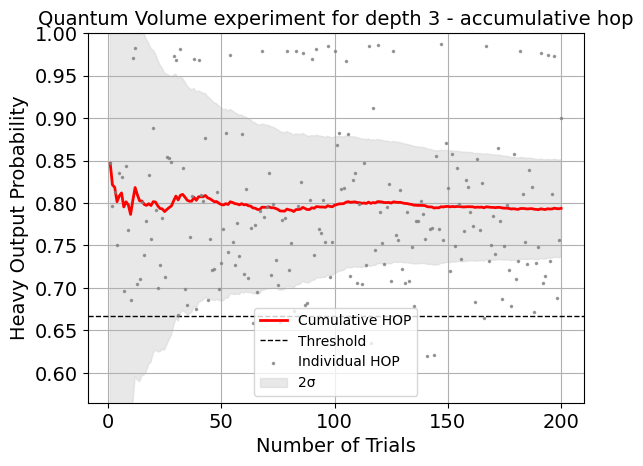 Quantum Volume experiment for depth 3 - accumulative hop
Heavy Output Probability
1.00
0.95
0.90
0.85
0.80
0.75
0.70
0.65
0.60
Cumulative HOP
Threshold
Individual HOP
2σ
0 50 100 150 200
Number of Trials